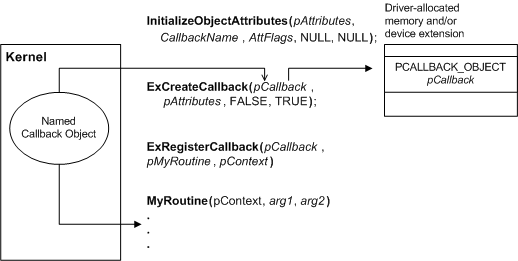 InitializeObjectAttributes(pAttributes,
CallbackName , AttFlags, NULL, NULL);
Driver-allocated
memory and/or
device extension
Kernel
PCALLBACK_OBJECT
pCallback
ExCreateCallback(pCallback ,
pAttributes , FALSE, TRUE);
Named
Callback Object
ExRegisterCallback(pCallback ,
pMyRoutine , pContext)
MyRoutine(pContext, arg1, arg2)
.
.
.